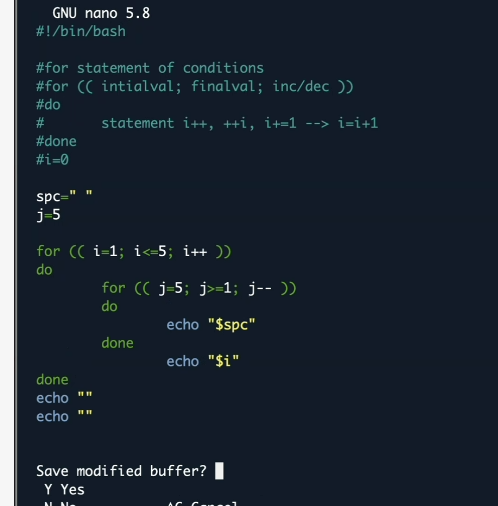 GNU nano 5.8
#!/bin/bash
#for statement of conditions
#for (( intialval; finalval; inc/dec ))
#do
#       statement i++, ++i, i+=1 --> i=i+1
#done
#i=0
spc=" "
j=5
for (( i=1; i<=5; i++ ))
do
        for (( j=5; j>=1; j-- ))
        do
                echo "$spc"
        done
                echo "$i"
done
echo ""
echo ""
Save modified buffer?
Y Yes
N No            ^C Cancel